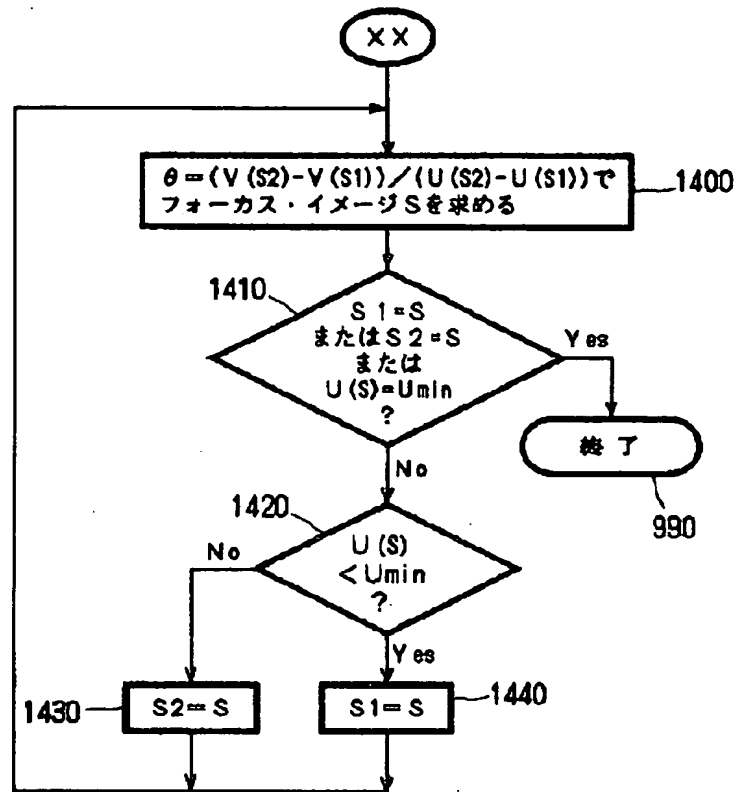 ××
θ=(V(S2)-V(S1))/(U(S2)-U(S1))で
フォーカス・イメージSを求める
1400
1410
S1=S
またはS2=S
または
U(S)=Umin
?
Yes
終了
990
No
1420
U(S)
<Umin
?
No
Yes
1430
S2=S
S1=S
1440